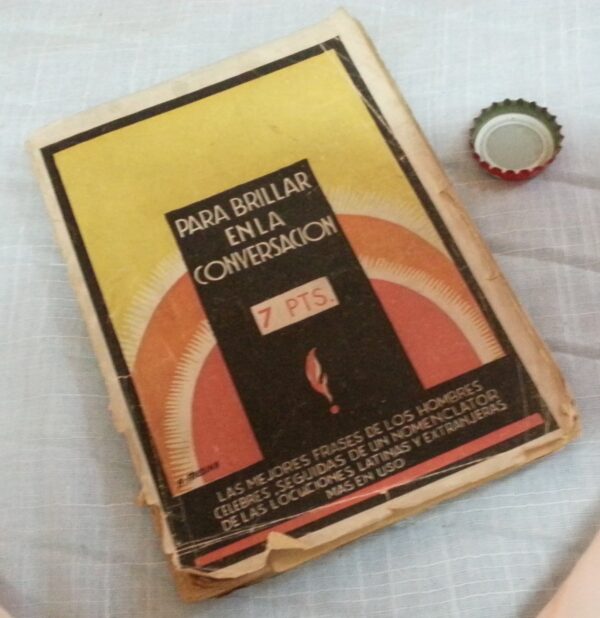 PARA BRILLAR
EN LA
CONVERSACION
7 PTS.
LAS MEJORES FRASES DE LOS HOMBRES
CELEBRES, SEGUIDAS DE UN NOMENCLATOR
DE LAS LOCUCIONES LATINAS Y EXTRANJERAS
MAS EN USO